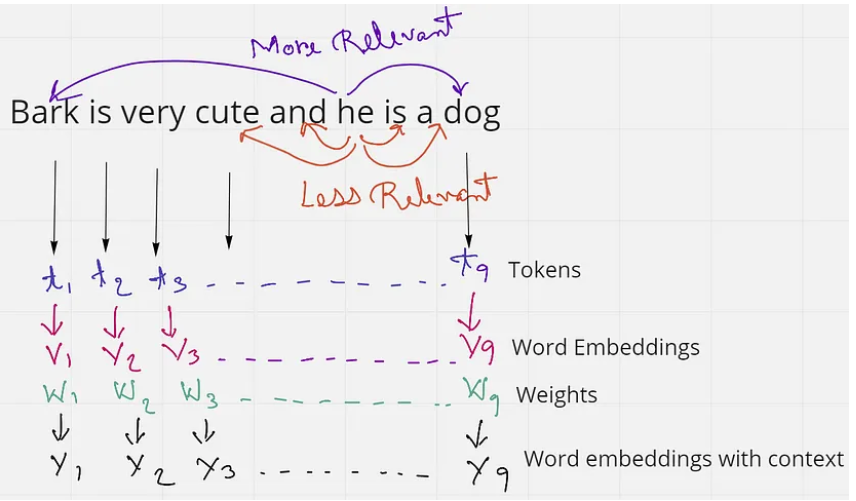 More Relevant
Bark is very cute and he is a dog
Less Relevant
t1 t2 t3 - - - - - - - - t9 Tokens
V1 V2 V3 - - - - - - - - V9 Word Embeddings
W1 W2 W3 - - - - - - - - W9 Weights
Y1 Y2 Y3 - - - - - - - - Y9 Word embeddings with context